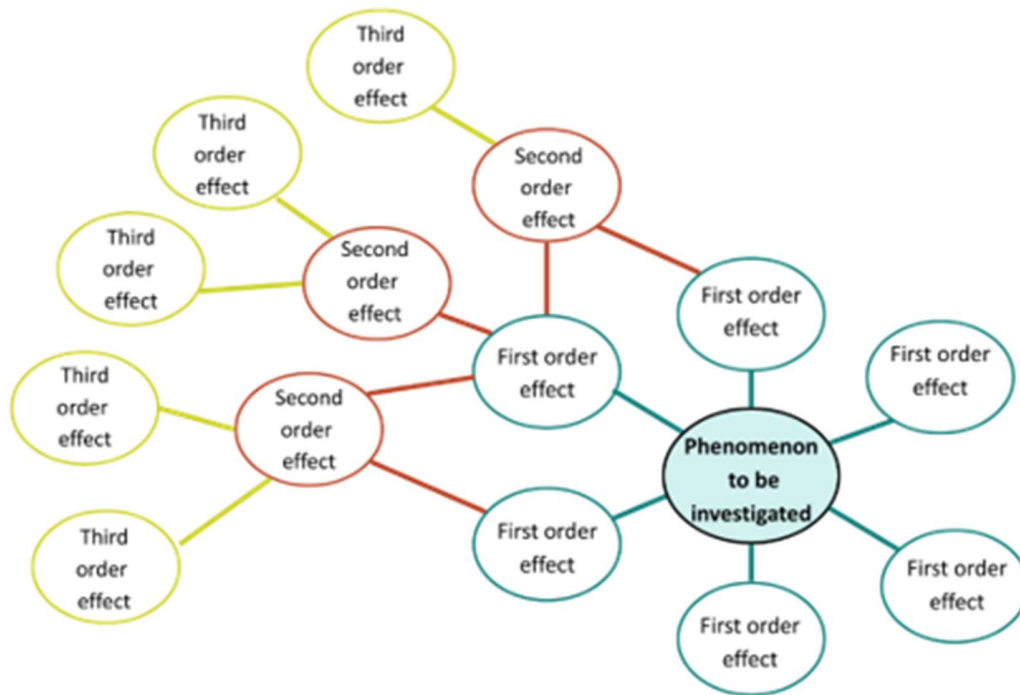 Third
order
effect
Third
order
effect
Second
order
effect
Third
order
effect
Second
order
effect
First order
effect
First order
effect
First order
effect
Third
order
effect
Second
order
effect
Phenomenon
to be
investigated
Third
order
effect
First order
effect
First order
effect
First order
effect